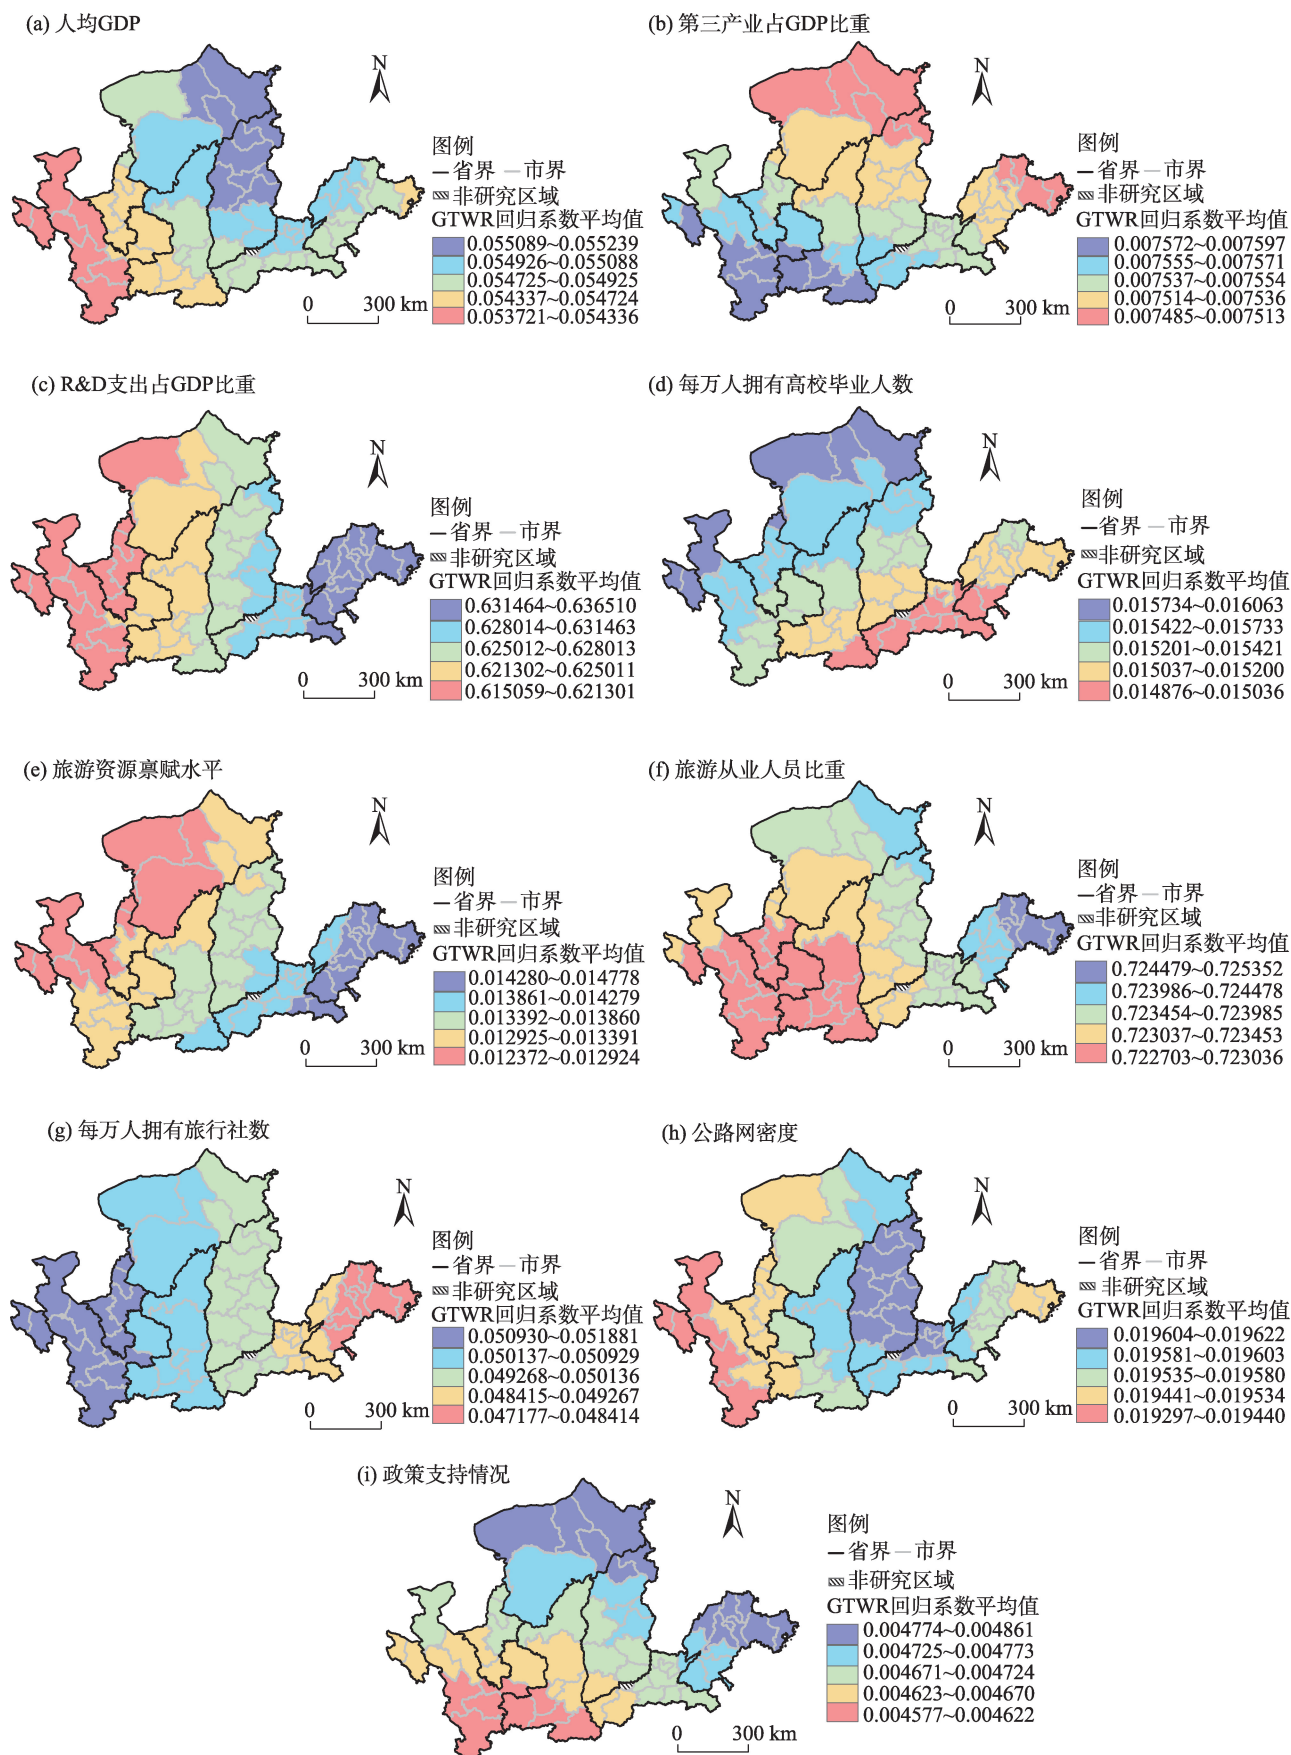 (a) 人均GDP
N
图例
省界 市界
非研究区域
GTWR回归系数平均值
0.055089~0.055239
0.054926~0.055088
0.054725~0.054925
0.054337~0.054724
0.053721~0.054336
0 300 km
(b) 第三产业占GDP比重
N
图例
省界 市界
非研究区域
GTWR回归系数平均值
0.007572~0.007597
0.007555~0.007571
0.007537~0.007554
0.007514~0.007536
0.007485~0.007513
0 300 km
(c) R&D支出占GDP比重
N
图例
省界 市界
非研究区域
GTWR回归系数平均值
0.631464~0.636510
0.628014~0.631463
0.625012~0.628013
0.621302~0.625011
0.615059~0.621301
0 300 km
(d) 每万人拥有高校毕业人数
N
图例
省界 市界
非研究区域
GTWR回归系数平均值
0.015734~0.016063
0.015422~0.015733
0.015201~0.015421
0.015037~0.015200
0.014876~0.015036
0 300 km
(e) 旅游资源禀赋水平
N
图例
省界 市界
非研究区域
GTWR回归系数平均值
0.014280~0.014778
0.013861~0.014279
0.013392~0.013860
0.012925~0.013391
0.012372~0.012924
0 300 km
(f) 旅游从业人员比重
N
图例
省界 市界
非研究区域
GTWR回归系数平均值
0.724479~0.725352
0.723986~0.724478
0.723454~0.723985
0.723037~0.723453
0.722703~0.723036
0 300 km
(g) 每万人拥有旅行社数
N
图例
省界 市界
非研究区域
GTWR回归系数平均值
0.050930~0.051881
0.050137~0.050929
0.049268~0.050136
0.048415~0.049267
0.047177~0.048414
0 300 km
(h) 公路网密度
N
图例
省界 市界
非研究区域
GTWR回归系数平均值
0.019604~0.019622
0.019581~0.019603
0.019535~0.019580
0.019441~0.019534
0.019297~0.019440
0 300 km
(i) 政策支持情况
N
图例
省界 市界
非研究区域
GTWR回归系数平均值
0.004774~0.004861
0.004725~0.004773
0.004671~0.004724
0.004623~0.004670
0.004577~0.004622
0 300 km